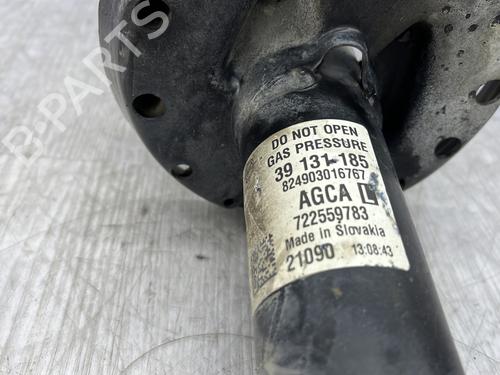 B-PARTS
DO NOT OPEN
GAS PRESSURE
39 131 185
824903016767
AGCA L
722559783
Made in Slovakia
21090 13:08:43